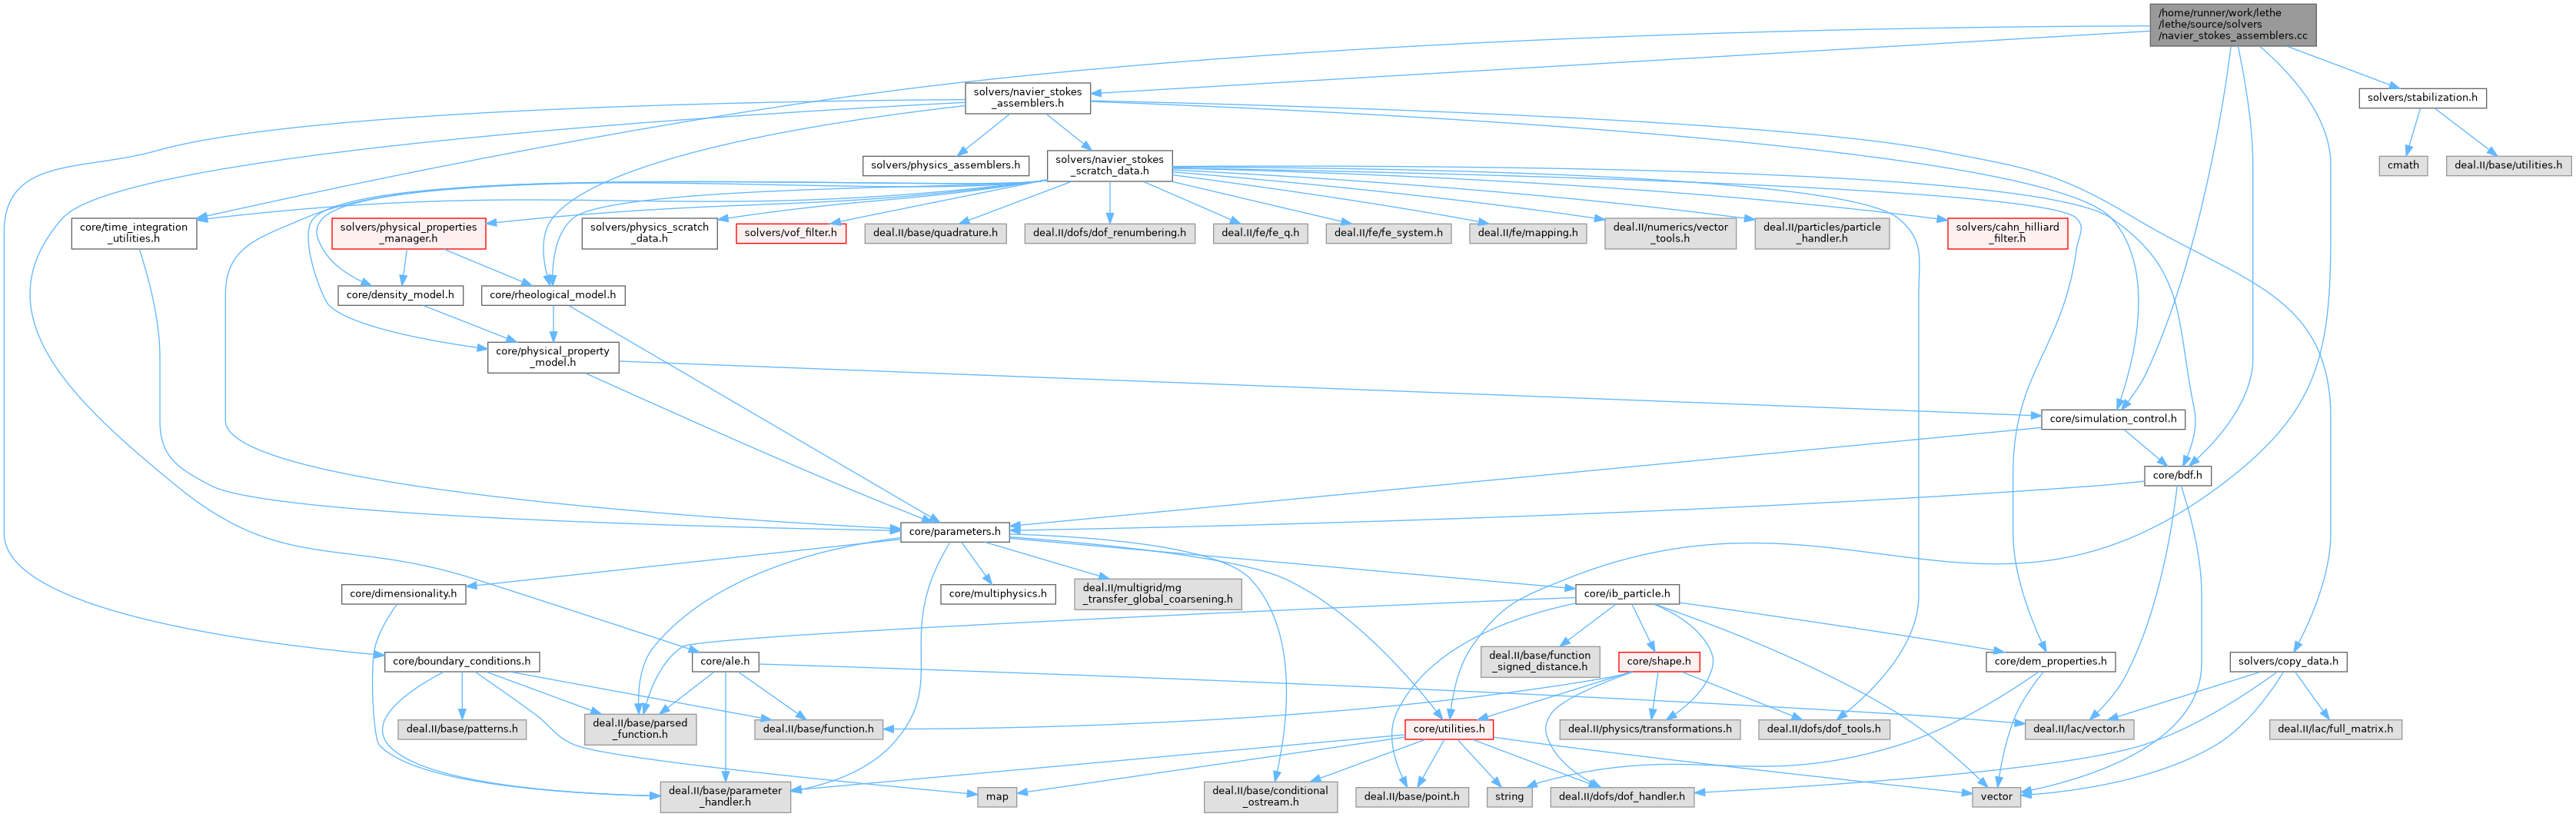 /home/runner/work/lethe
/lethe/source/solvers
/navier_stokes_assemblers.cc
solvers/navier_stokes
_assemblers.h
solvers/stabilization.h
solvers/physics_assemblers.h
solvers/navier_stokes
_scratch_data.h
cmath
deal.II/base/utilities.h
core/time_integration
_utilities.h
solvers/physical_properties
_manager.h
solvers/physics_scratch
_data.h
solvers/vof_filter.h
deal.II/base/quadrature.h
deal.II/dofs/dof_renumbering.h
deal.II/fe/fe_q.h
deal.II/fe/fe_system.h
deal.II/fe/mapping.h
deal.II/numerics/vector
_tools.h
deal.II/particles/particle
_handler.h
solvers/cahn_hilliard
_filter.h
core/density_model.h
core/rheological_model.h
core/physical_property
_model.h
core/simulation_control.h
core/bdf.h
core/parameters.h
core/dimensionality.h
core/multiphysics.h
deal.II/multigrid/mg
_transfer_global_coarsening.h
core/ib_particle.h
core/boundary_conditions.h
core/ale.h
deal.II/base/function
_signed_distance.h
core/shape.h
core/dem_properties.h
solvers/copy_data.h
deal.II/base/patterns.h
deal.II/base/parsed
_function.h
deal.II/base/function.h
core/utilities.h
deal.II/physics/transformations.h
deal.II/dofs/dof_tools.h
deal.II/lac/vector.h
deal.II/lac/full_matrix.h
deal.II/base/parameter
_handler.h
map
deal.II/base/conditional
_ostream.h
deal.II/base/point.h
string
deal.II/dofs/dof_handler.h
vector